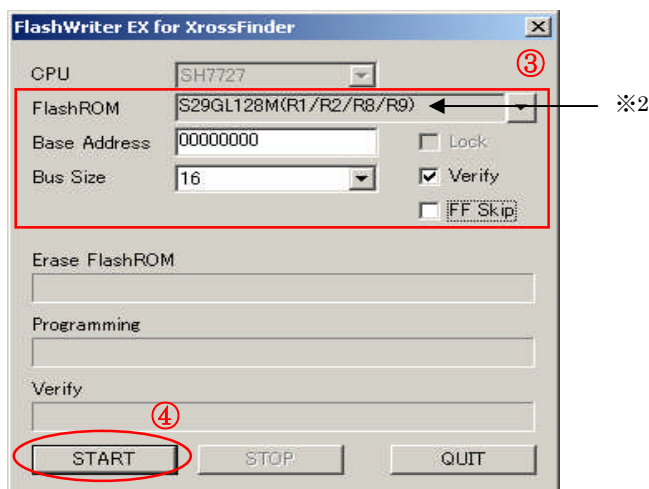 FlashWriter EX for XrossFinder
③
CPU SH7727
FlashROM S29GL128M(R1/R2/R8/R9) ※2
Base Address 00000000 Lock
Bus Size 16 Verify
FF Skip
Erase FlashROM
Programming
Verify
④
START STOP QUIT